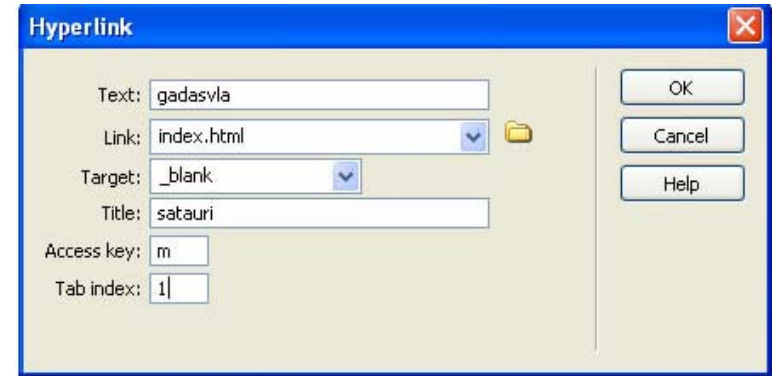 Hyperlink
Text: gadasvla
OK
Link: index.html
Cancel
Target: _blank
Help
Title: satauri
Access key: m
Tab index: 1